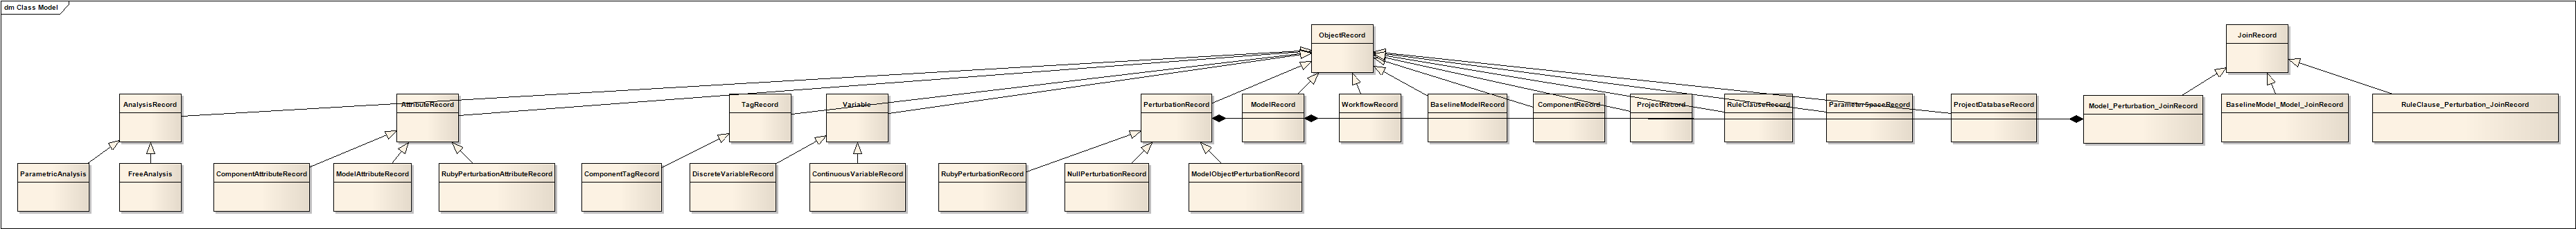 dm Class Model
ObjectRecord
JoinRecord
AnalysisRecord
AttributeRecord
TagRecord
Variable
PerturbationRecord
ModelRecord
WorkflowRecord
BaselineModelRecord
ComponentRecord
ProjectRecord
RuleClauseRecord
ParameterSpaceRecord
ProjectDatabaseRecord
Model_Perturbation_JoinRecord
BaselineModel_Model_JoinRecord
RuleClause_Perturbation_JoinRecord
ParametricAnalysis
FreeAnalysis
ComponentAttributeRecord
ModelAttributeRecord
RubyPerturbationAttributeRecord
ComponentTagRecord
DiscreteVariableRecord
ContinuousVariableRecord
RubyPerturbationRecord
NullPerturbationRecord
ModelObjectPerturbationRecord